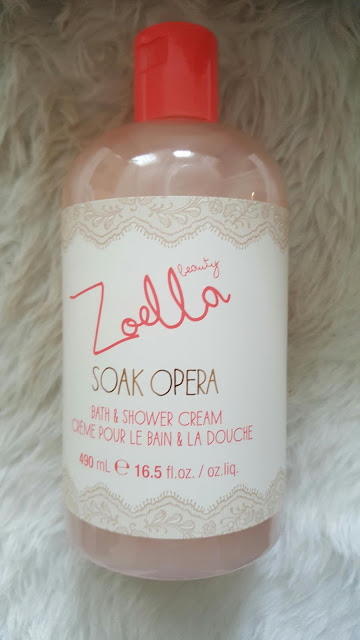 beauty
Zoella
SOAK OPERA
BATH & SHOWER CREAM
CRÈME POUR LE BAIN & LA DOUCHE
490 mL ℮ 16.5 fl.oz. / oz.liq.